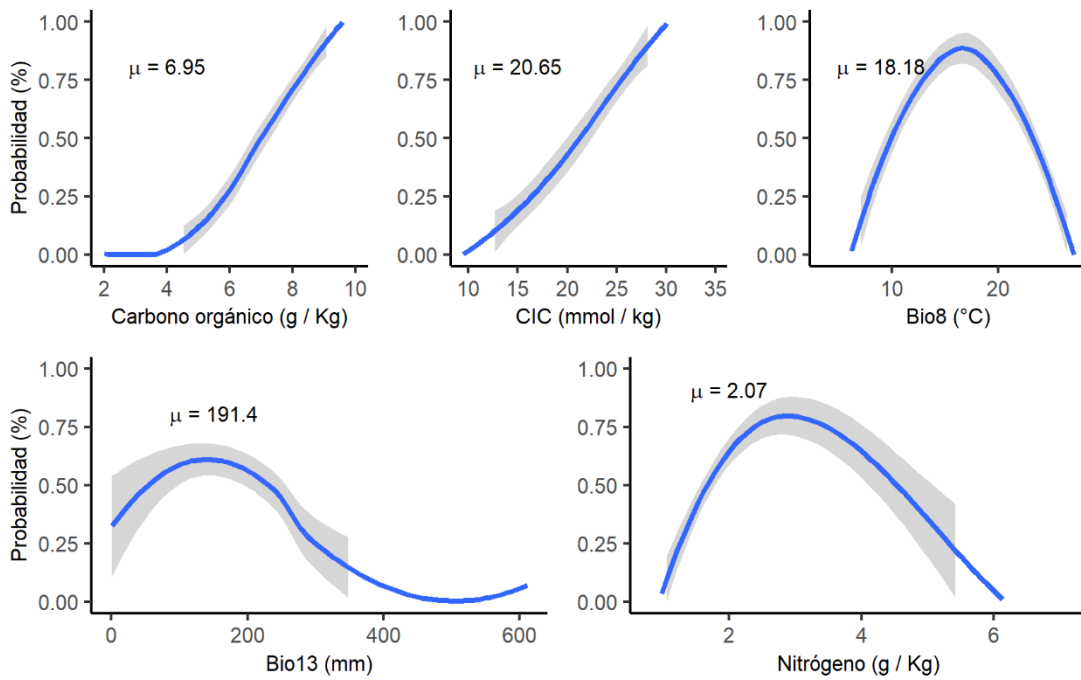 Probabilidad (%)
1.00
0.75
0.50
0.25
0.00
μ = 6.95
2 4 6 8 10
Carbono orgánico (g / Kg)
1.00
0.75
0.50
0.25
0.00
μ = 20.65
10 15 20 25 30 35
CIC (mmol / kg)
1.00
0.75
0.50
0.25
0.00
μ = 18.18
10 20
Bio8 (°C)
Probabilidad (%)
1.00
0.75
0.50
0.25
0.00
μ = 191.4
0 200 400 600
Bio13 (mm)
1.00
0.75
0.50
0.25
0.00
μ = 2.07
2 4 6
Nitrógeno (g / Kg)